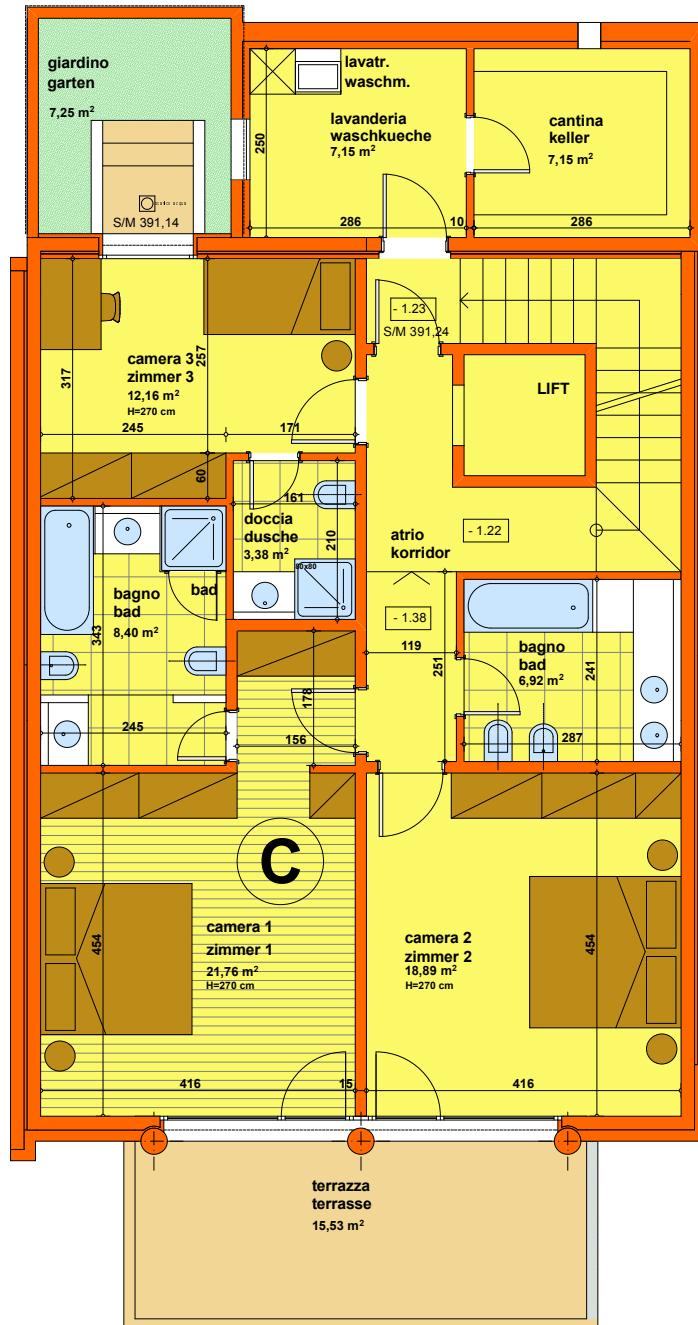 giardino
garten
7,25 m²
S/M 391,14
lavatr.
waschm.
lavanderia
waschkueche
7,15 m²
250
286
10
cantina
keller
7,15 m²
286
camera 3
zimmer 3
12,16 m²
H=270 cm
317
257
245
171
60
- 1.23
S/M 391,24
LIFT
161
doccia
dusche
3,38 m²
210
80x80
atrio
korridor
- 1.22
- 1.38
bagno
bad
8,40 m²
bad
343
245
178
156
119
251
bagno
bad
6,92 m²
241
287
C
camera 1
zimmer 1
21,76 m²
H=270 cm
454
416
15
camera 2
zimmer 2
18,89 m²
H=270 cm
454
416
terrazza
terrasse
15,53 m²